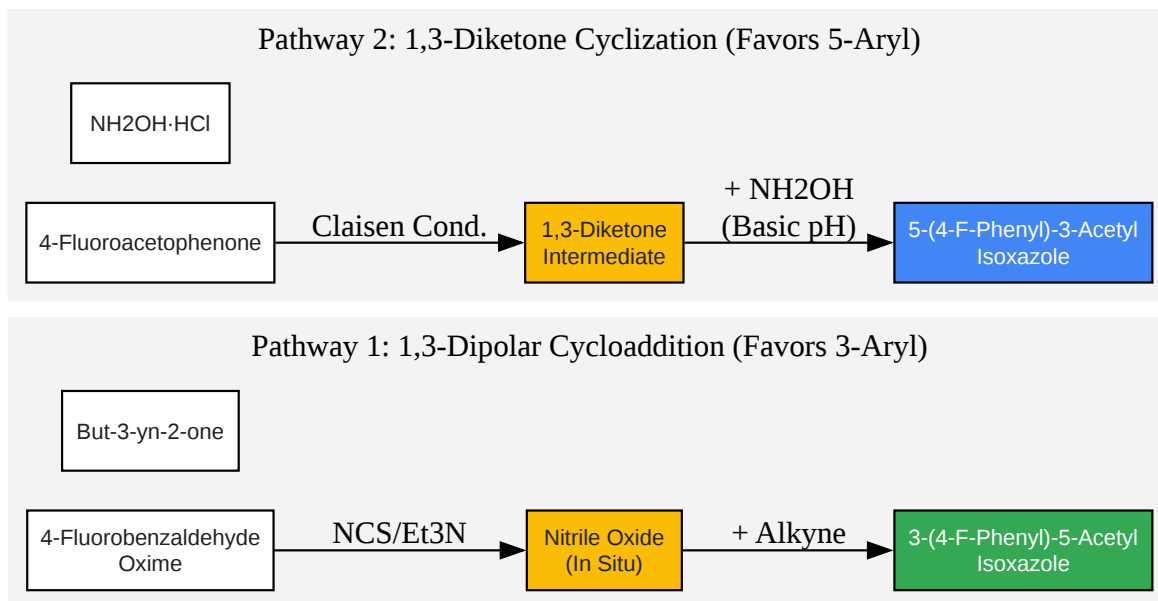 Pathway 2: 1,3-Diketone Cyclization (Favors 5-Aryl)
NH2OH·HCl
4-Fluoroacetophenone
Claisen Cond.
1,3-Diketone
Intermediate
+ NH2OH
(Basic pH)
5-(4-F-Phenyl)-3-Acetyl
Isoxazole
Pathway 1: 1,3-Dipolar Cycloaddition (Favors 3-Aryl)
But-3-yn-2-one
4-Fluorobenzaldehyde
Oxime
NCS/Et3N
Nitrile Oxide
(In Situ)
+ Alkyne
3-(4-F-Phenyl)-5-Acetyl
Isoxazole